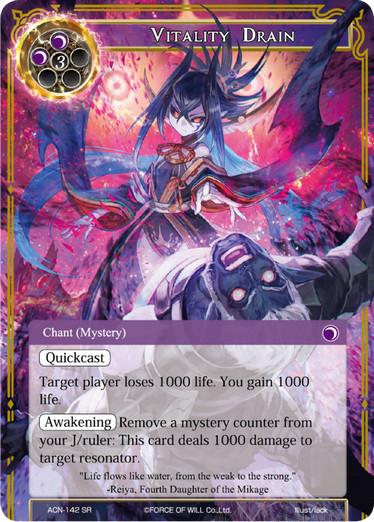 Vitality Drain
3
Chant (Mystery)
Quickcast
Target player loses 1000 life. You gain 1000
life.
Awakening Remove a mystery counter from
your J/ruler: This card deals 1000 damage to
target resonator.
"Life flows like water, from the weak to the strong."
-Reiya, Fourth Daughter of the Mikage
ACN-142 SR ©FORCE OF WILL Co.,Ltd. Illust/lack